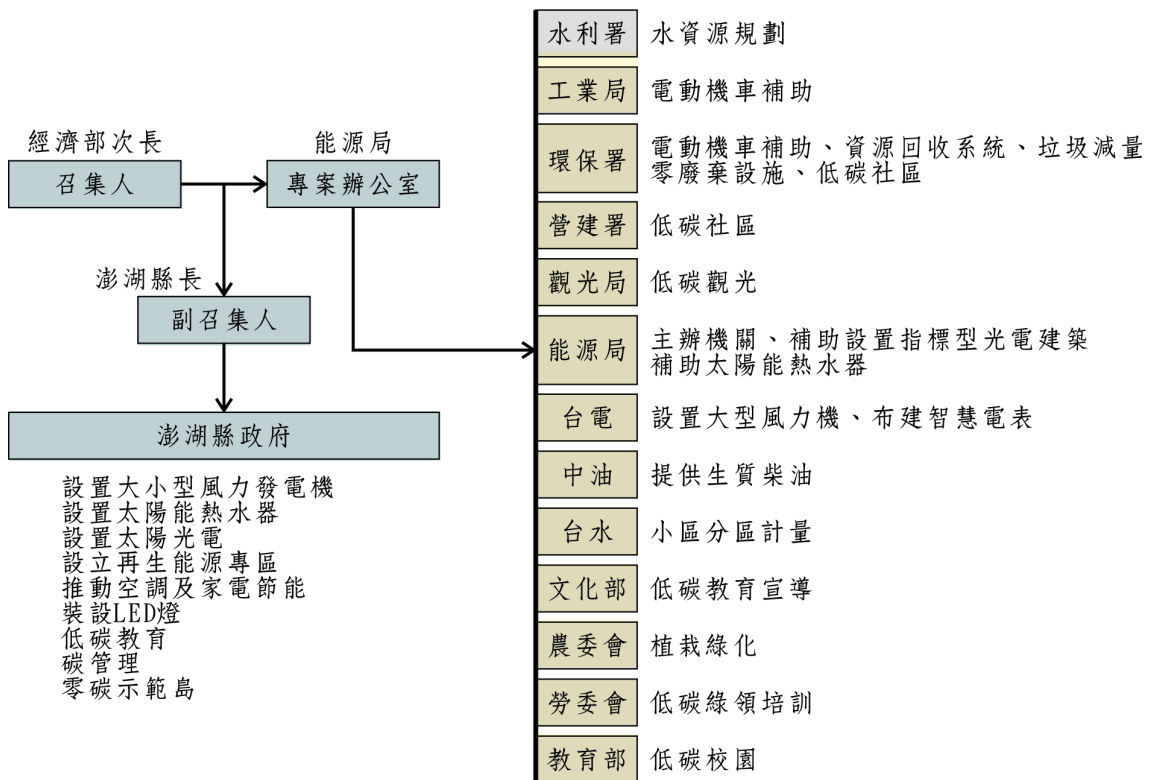 經濟部次長
召集人
能源局
專案辦公室
澎湖縣長
副召集人
澎湖縣政府
設置大小型風力發電機
設置太陽能熱水器
設置太陽光電
設立再生能源專區
推動空調及家電節能
裝設LED燈
低碳教育
碳管理
零碳示範島
水利署 水資源規劃
工業局 電動機車補助
環保署 電動機車補助、資源回收系統、垃圾減量
零廢棄設施、低碳社區
營建署 低碳社區
觀光局 低碳觀光
能源局 主辦機關、補助設置指標型光電建築
補助太陽能熱水器
台電 設置大型風力機、布建智慧電表
中油 提供生質柴油
台水 小區分區計量
文化部 低碳教育宣導
農委會 植栽綠化
勞委會 低碳綠領培訓
教育部 低碳校園